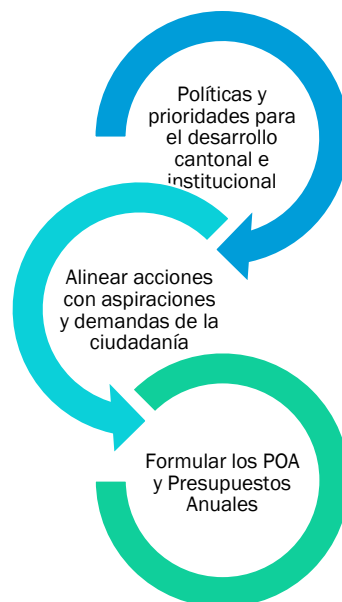 Políticas y
prioridades para
el desarrollo
cantonal e
institucional
Alinear acciones
con aspiraciones
y demandas de la
ciudadanía
Formular los POA
y Presupuestos
Anuales